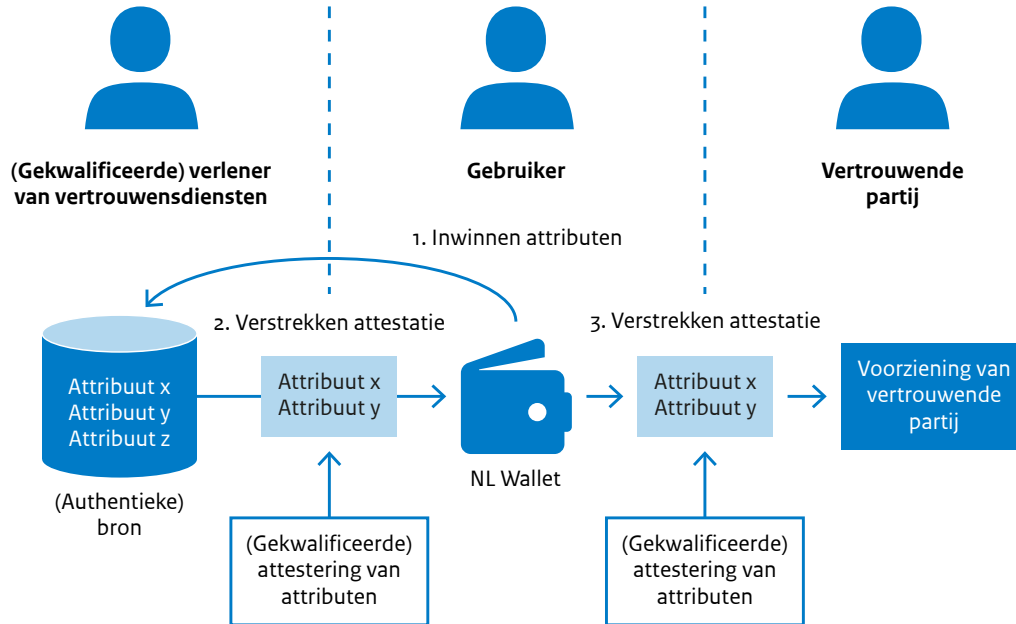 (Gekwalificeerde) verlener
van vertrouwensdiensten
Gebruiker
Vertrouwende
partij
1. Inwinnen attributen
2. Verstrekken attestatie
3. Verstrekken attestatie
Attribuut x
Attribuut y
Attribuut z
(Authentieke)
bron
Attribuut x
Attribuut y
NL Wallet
Attribuut x
Attribuut y
Voorziening van
vertrouwende
partij
(Gekwalificeerde)
attestering van
attributen
(Gekwalificeerde)
attestering van
attributen